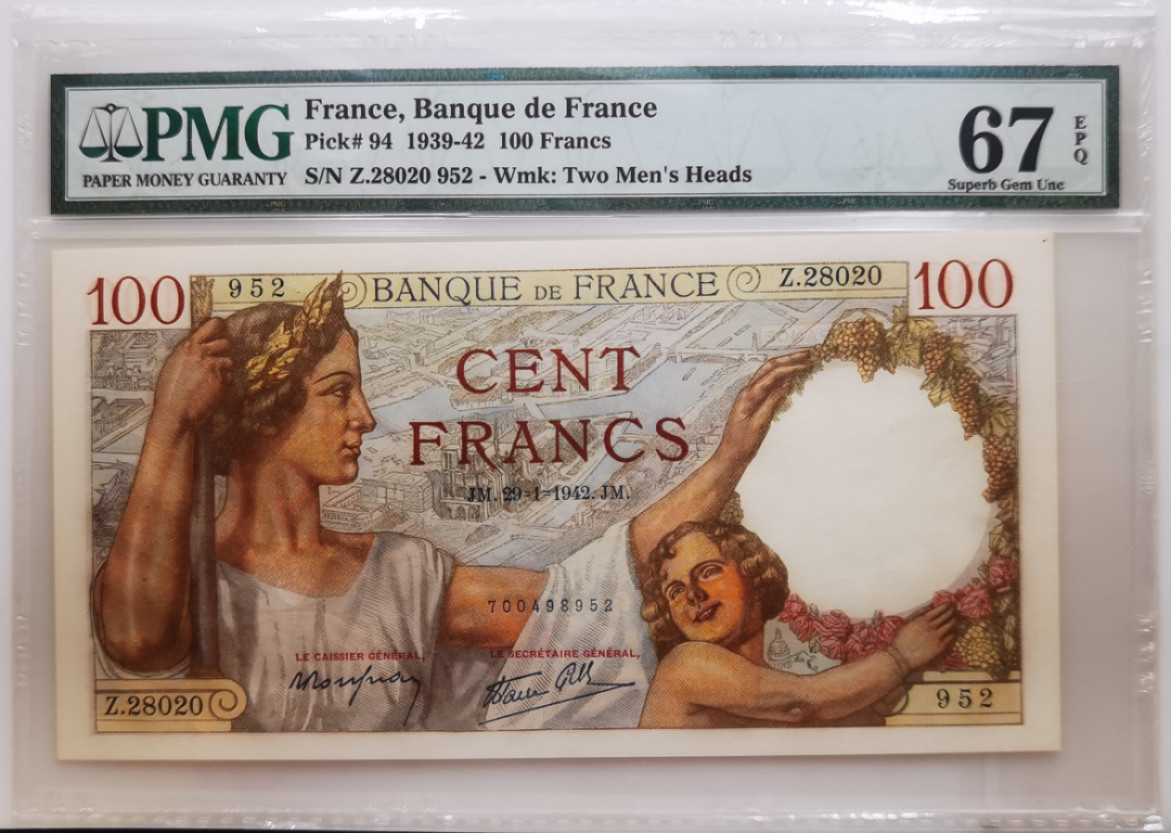 PMG
PAPER MONEY GUARANTY
France, Banque de France
Pick# 94 1939-42 100 Francs
S/N Z.28020 952 - Wmk: Two Men's Heads
67
EPQ
Superb Gem Unc
100
952
BANQUE DE FRANCE
Z.28020
100
CENT
FRANCS
JM. 29-1-1942. JM.
700498952
LE CAISSIER GÉNÉRAL,
LE SECRÉTAIRE GÉNÉRAL,
Z.28020
952